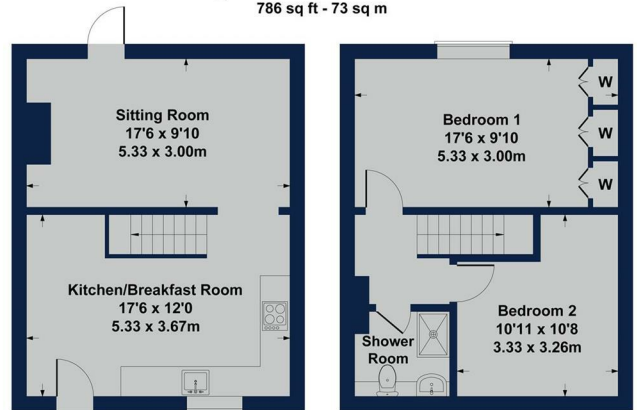 786 sq ft - 73 sq m
Sitting Room
17'6 x 9'10
5.33 x 3.00m
Kitchen/Breakfast Room
17'6 x 12'0
5.33 x 3.67m
Bedroom 1
17'6 x 9'10
5.33 x 3.00m
W
W
W
Bedroom 2
10'11 x 10'8
3.33 x 3.26m
Shower
Room